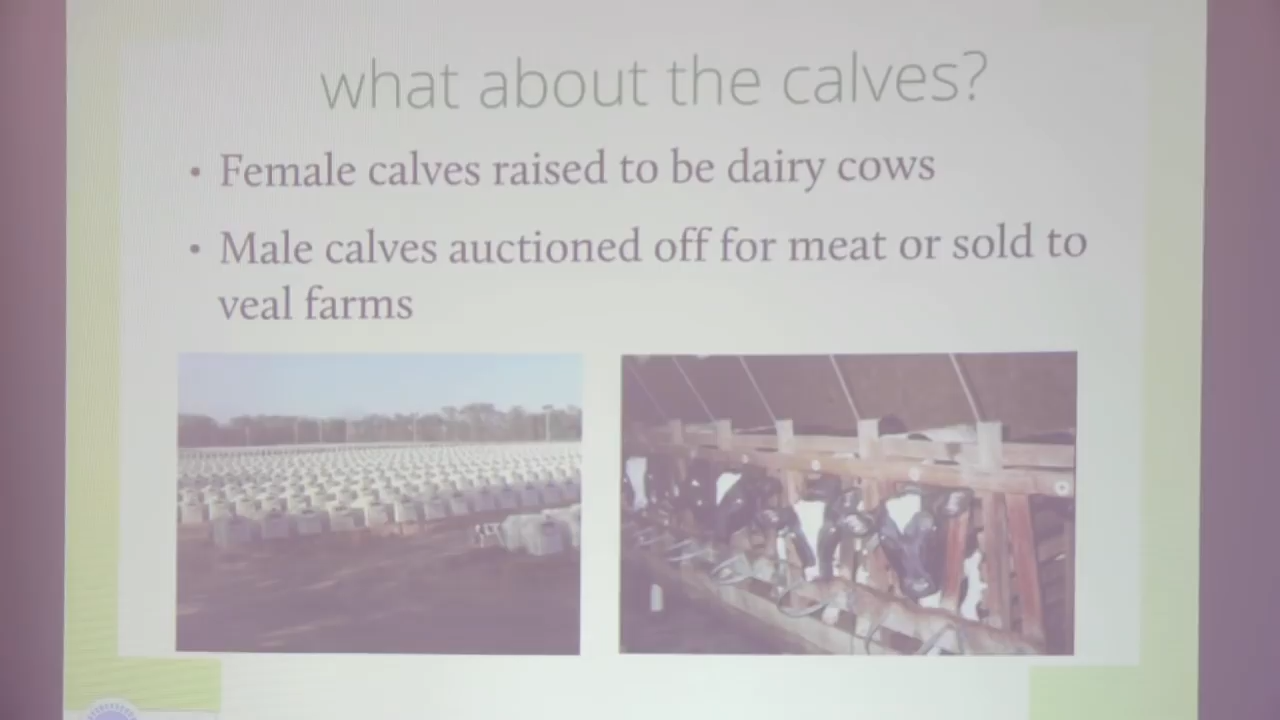 what about the calves?
• Female calves raised to be dairy cows
• Male calves auctioned off for meat or sold to
veal farms